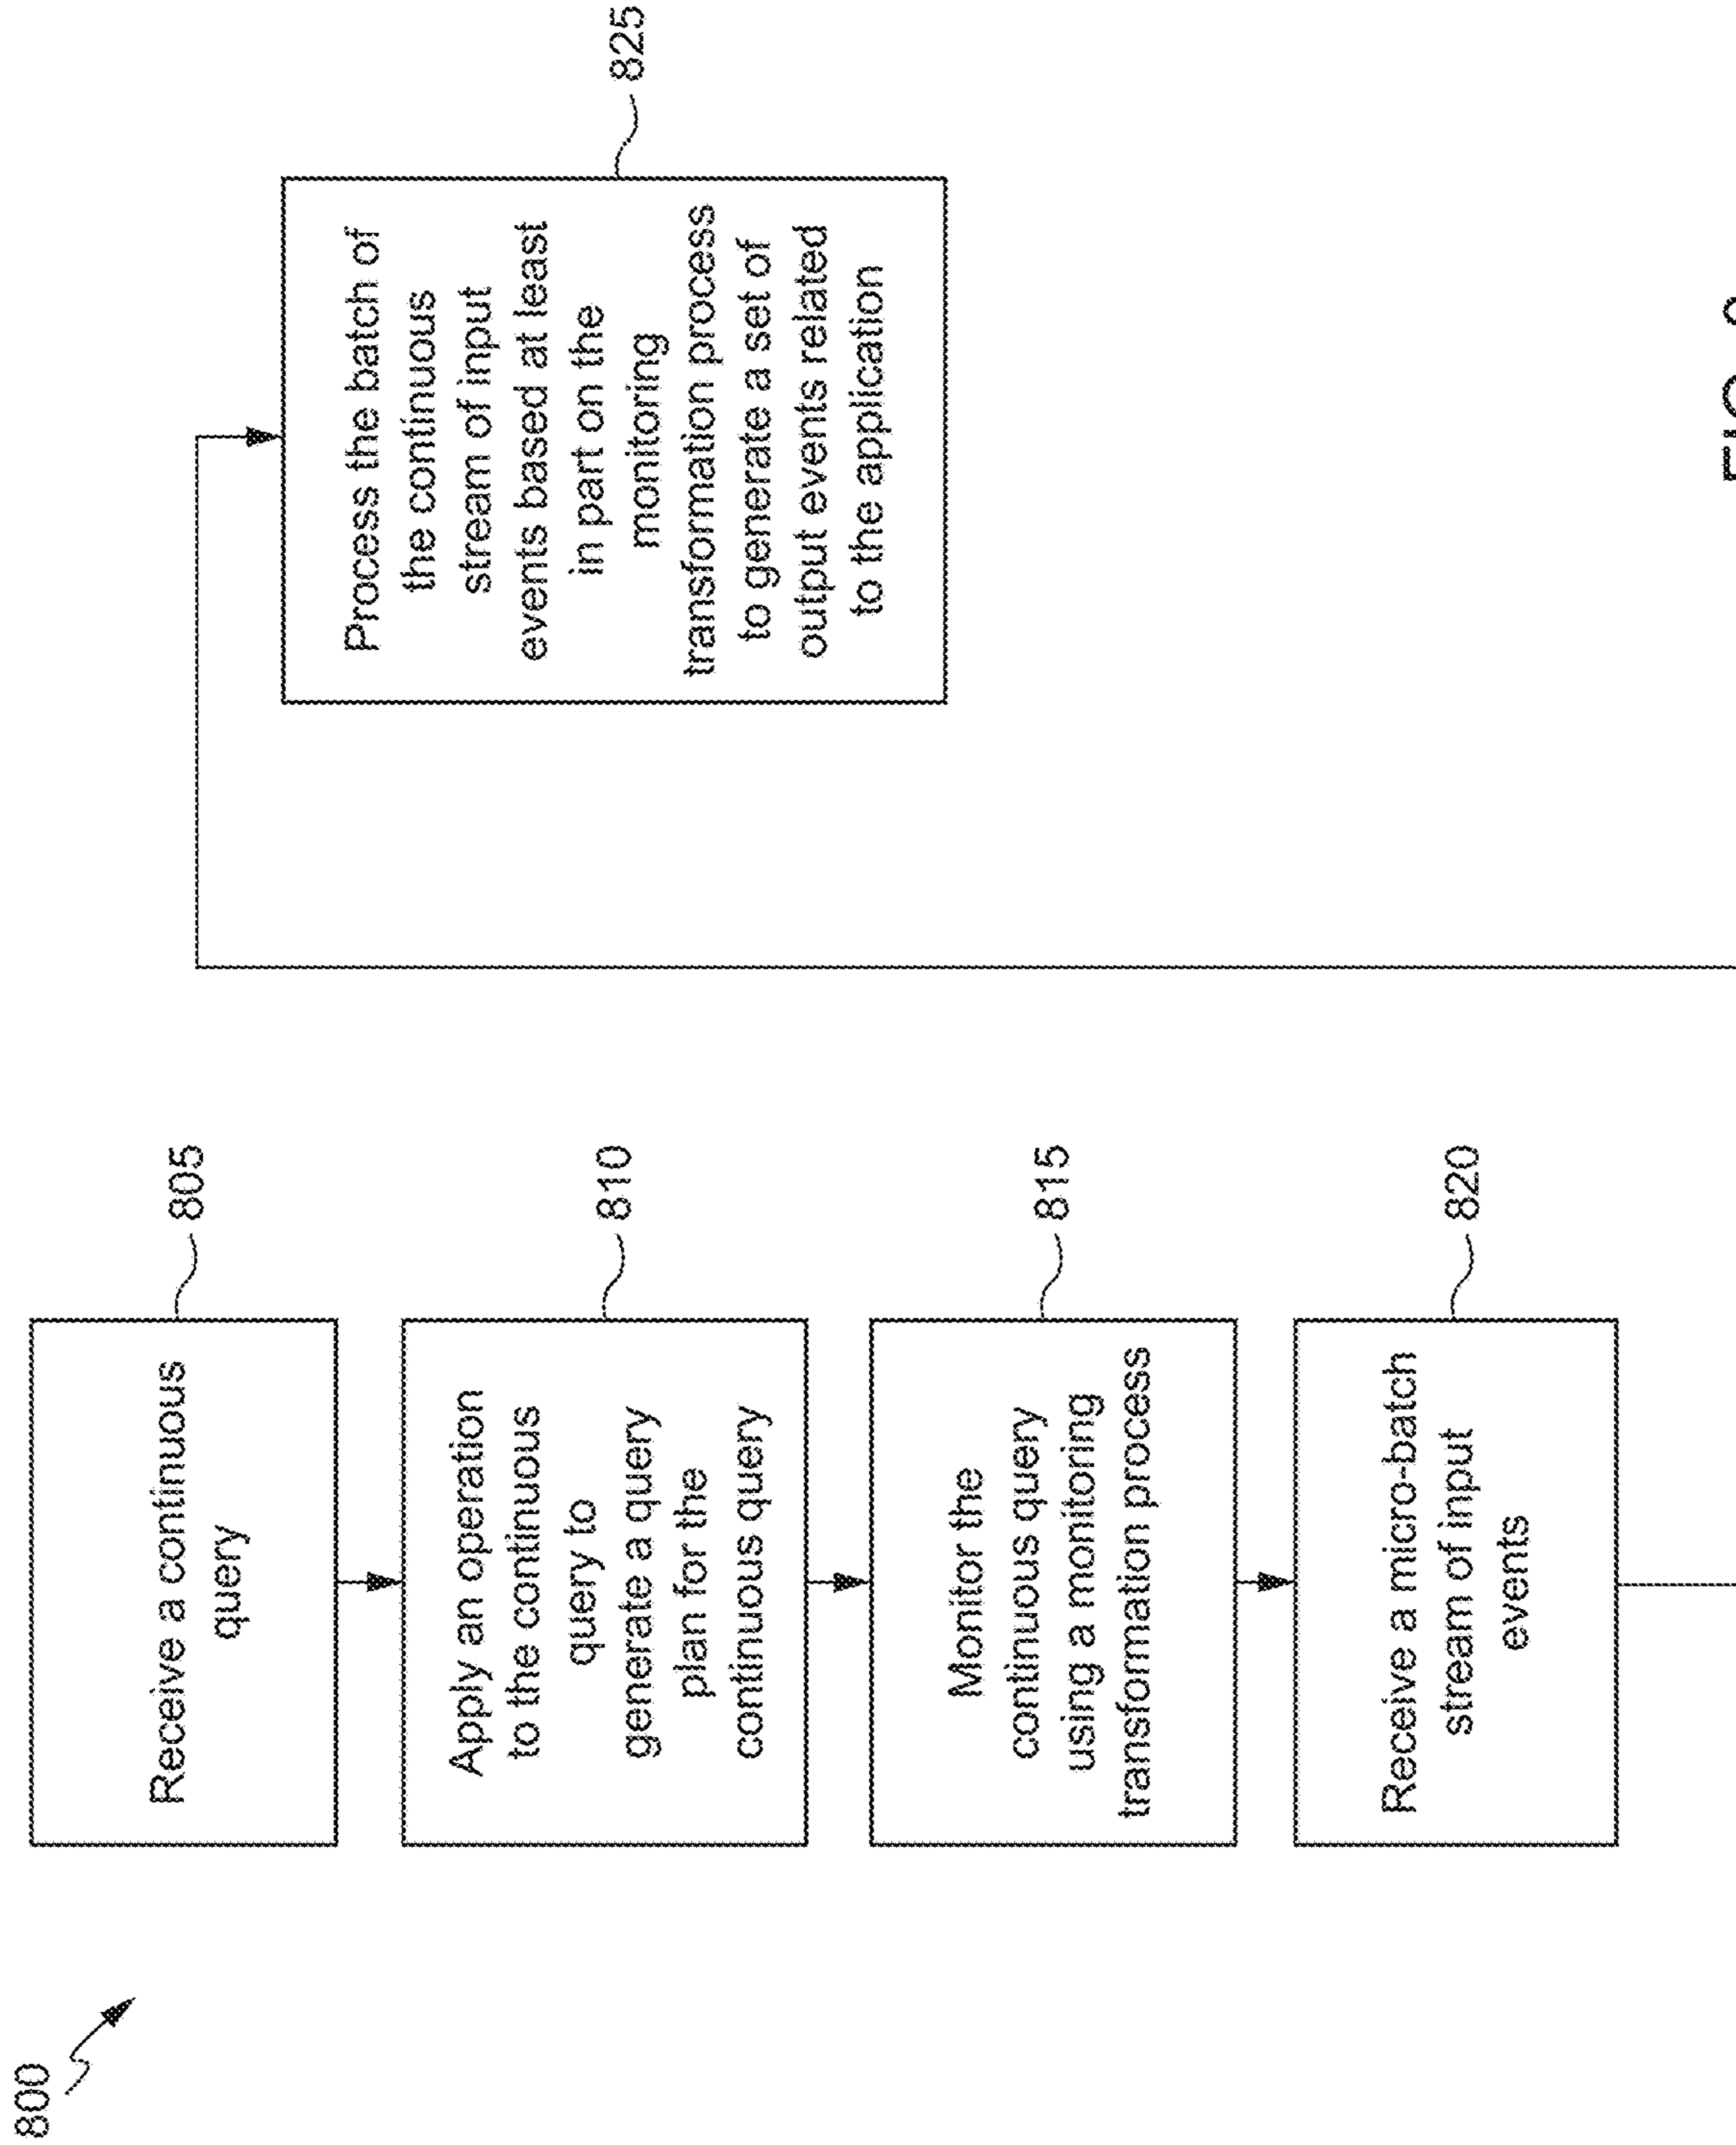 800
Receive a continuous
query
805
Apply an operation
to the continuous
query to
generate a query
plan for the
continuous query
810
Monitor the
continuous query
using a monitoring
transformation process
815
Receive a micro-batch
stream of input
events
820
Process the batch of
the continuous
stream of input
events based at least
in part on the
monitoring
transformation process
to generate a set of
output events related
to the application
825